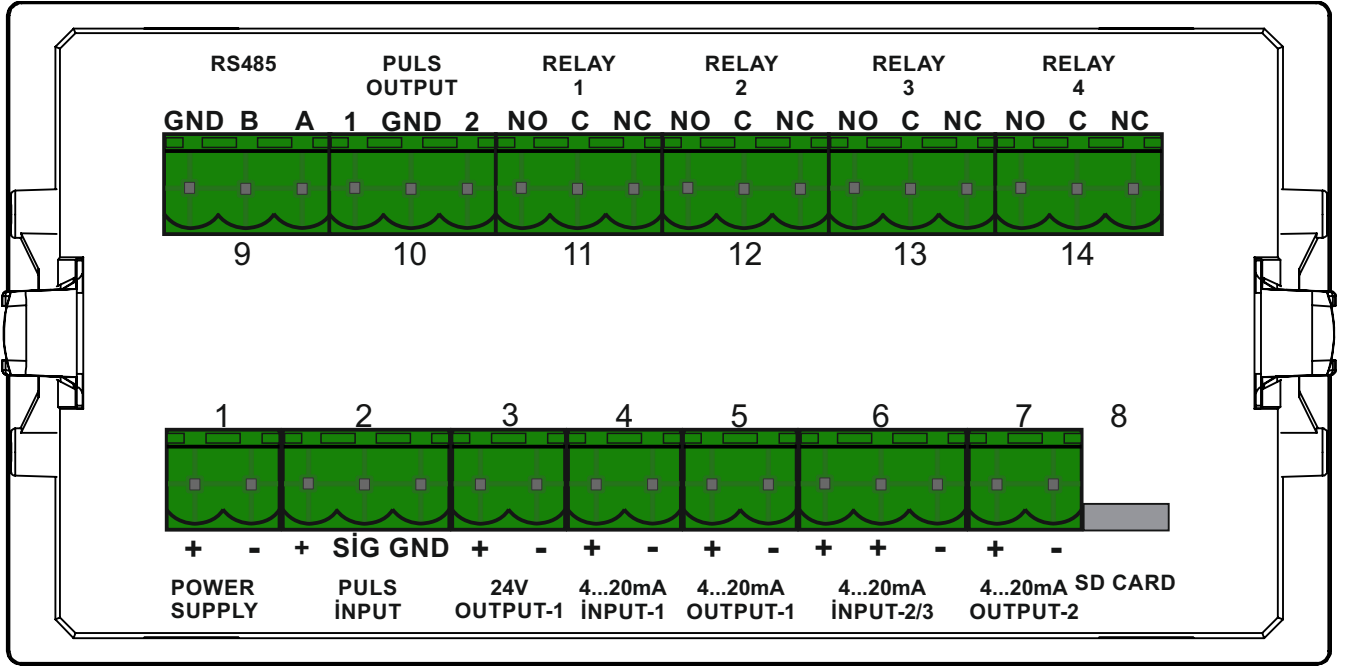 RS485 PULS RELAY RELAY RELAY RELAY
OUTPUT 1 2 3 4
GND B A 1 GND 2 NO C NC NO C NC NO C NC NO C NC
9 10 11 12 13 14
1 2 3 4 5 6 7 8
+ - + SİG GND + - + - + - + + - + -
POWER PULS 24V 4...20mA 4...20mA 4...20mA 4...20mA SD CARD
SUPPLY İNPUT OUTPUT-1 İNPUT-1 OUTPUT-1 İNPUT-2/3 OUTPUT-2